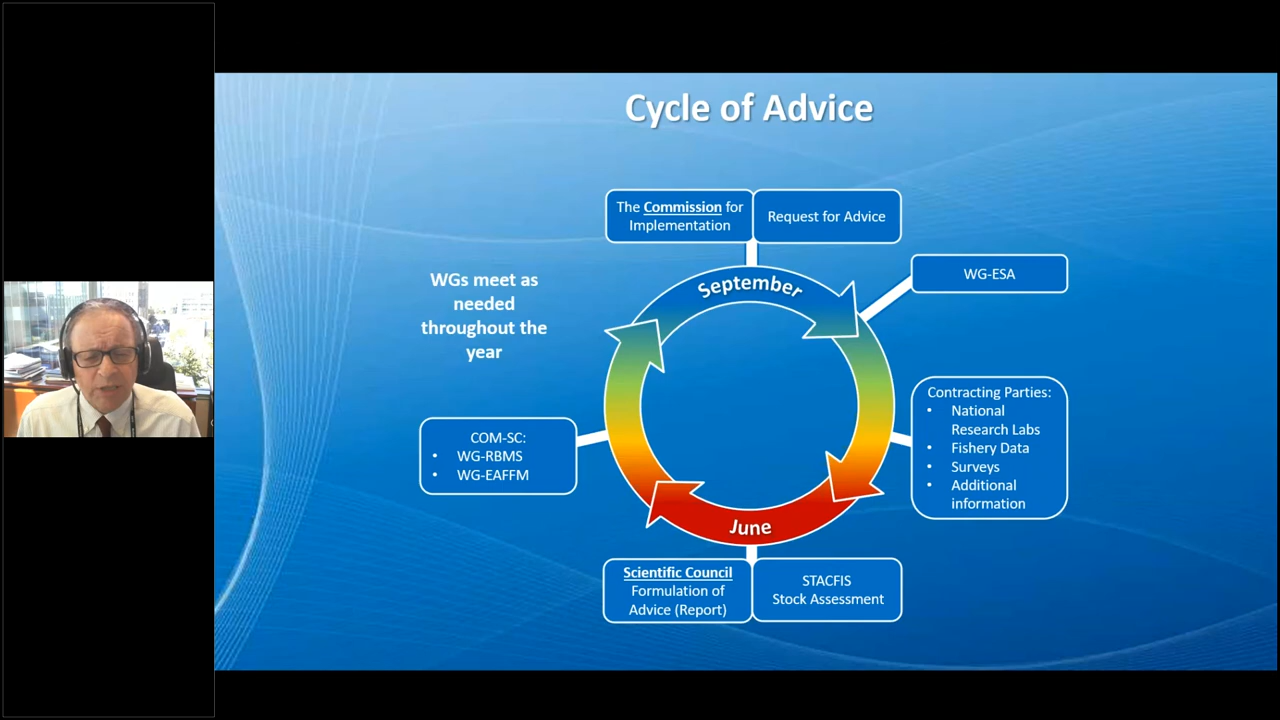 Cycle of Advice
The Commission for
Implementation
Request for Advice
WGs meet as
needed
throughout the
year
September
WG-ESA
Contracting Parties:
• National
Research Labs
• Fishery Data
• Surveys
• Additional
information
COM-SC:
• WG-RBMS
• WG-EAFFM
June
Scientific Council
Formulation of
Advice (Report)
STACFIS
Stock Assessment